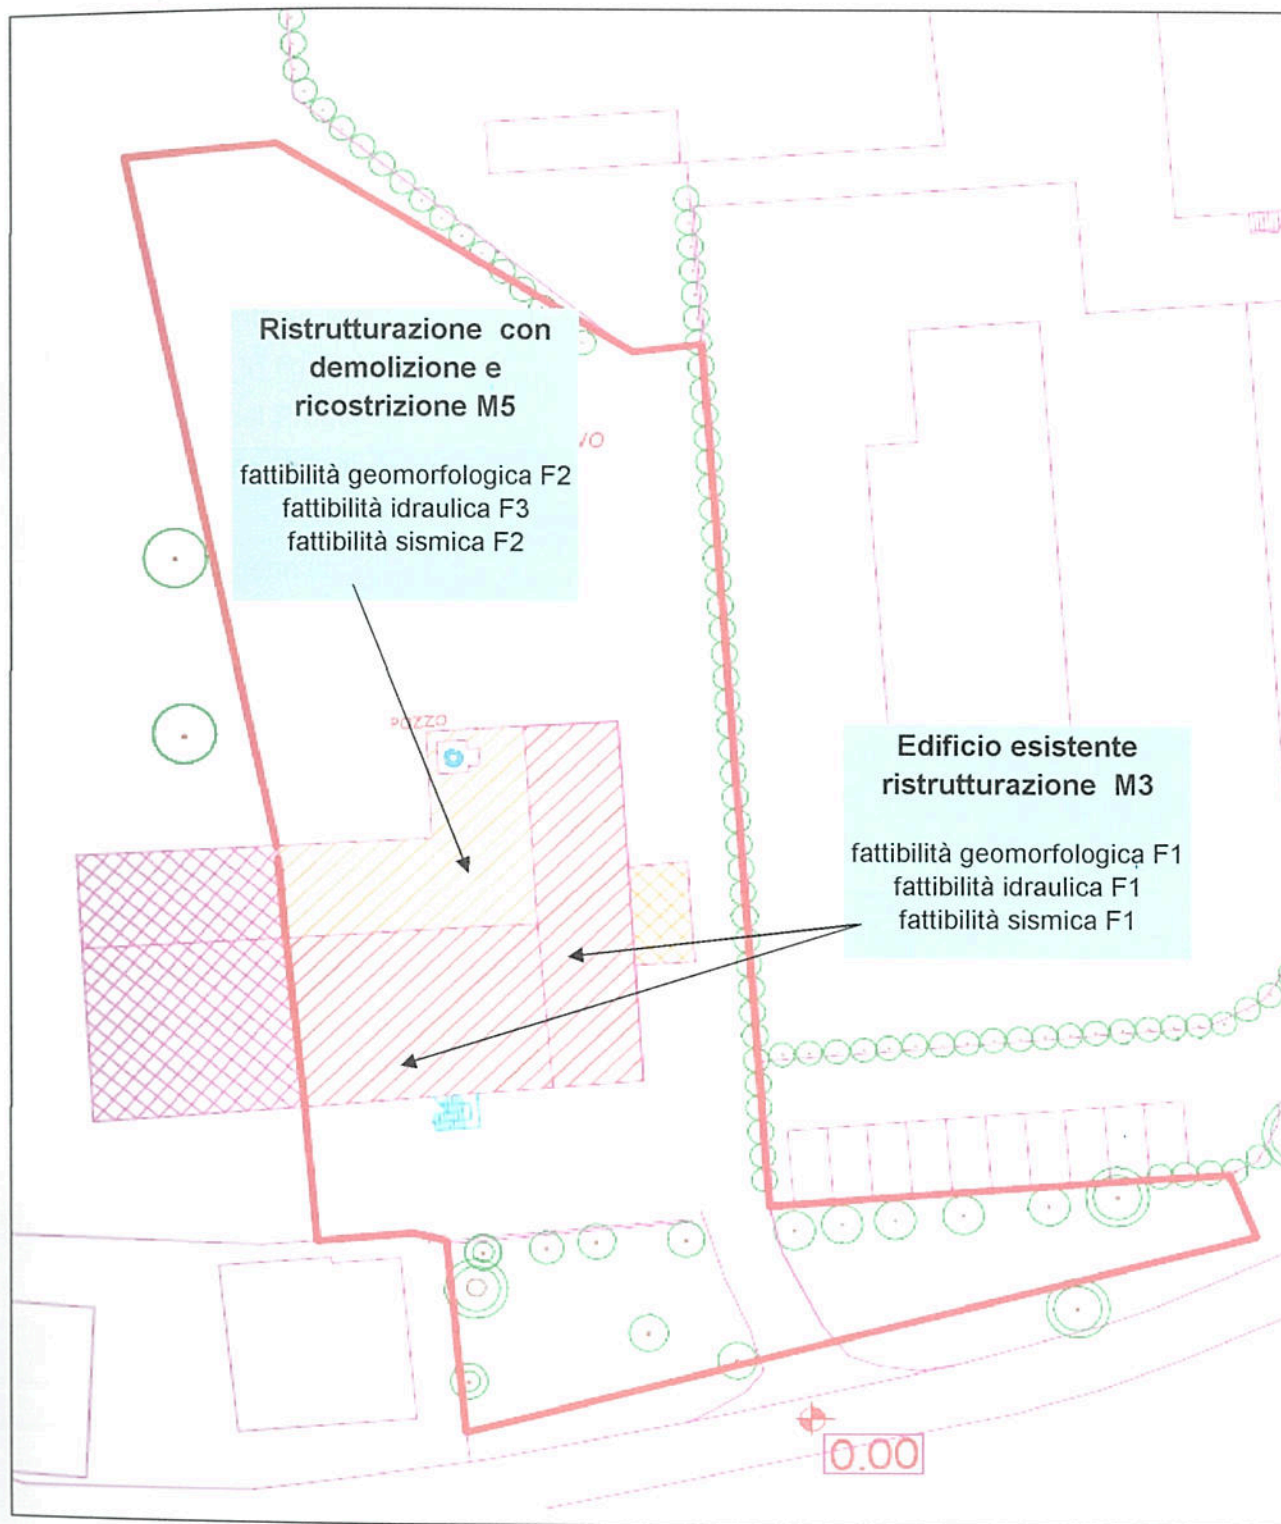 Ristrutturazione con
demolizione e
ricostrizione M5
fattibilità geomorfologica F2
fattibilità idraulica F3
fattibilità sismica F2
VO
POZZO
Edificio esistente
ristrutturazione M3
fattibilità geomorfologica F1
fattibilità idraulica F1
fattibilità sismica F1
0.00